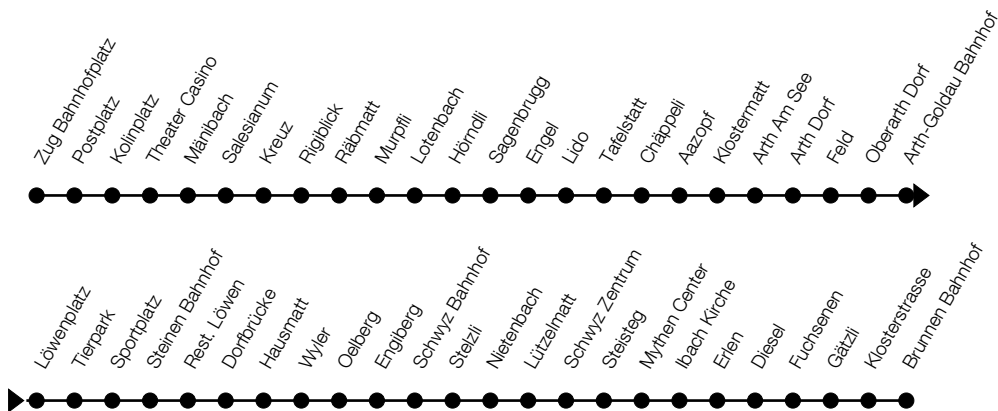 Zug Bahnhofplatz
Postplatz
Kolinplatz
Theater Casino
Mänibach
Salesianum
Kreuz
Rigiblick
Räbmatt
Murpfli
Lotenbach
Hörndli
Sagenbrugg
Engel
Lido
Tafelstatt
Chäppeli
Aazopf
Klostermatt
Arth Am See
Arth Dorf
Feld
Oberarth Dorf
Arth-Goldau Bahnhof
Löwenplatz
Tierpark
Sportplatz
Steinen Bahnhof
Rest. Löwen
Dorfbrücke
Hausmatt
Wyler
Oelberg
Engiberg
Schwyz Bahnhof
Stelzli
Nietenbach
Lützelmatt
Schwyz Zentrum
Steisteg
Mythen Center
Ibach Kirche
Erlen
Diesel
Fuchsenen
Gätzli
Klosterstrasse
Brunnen Bahnhof